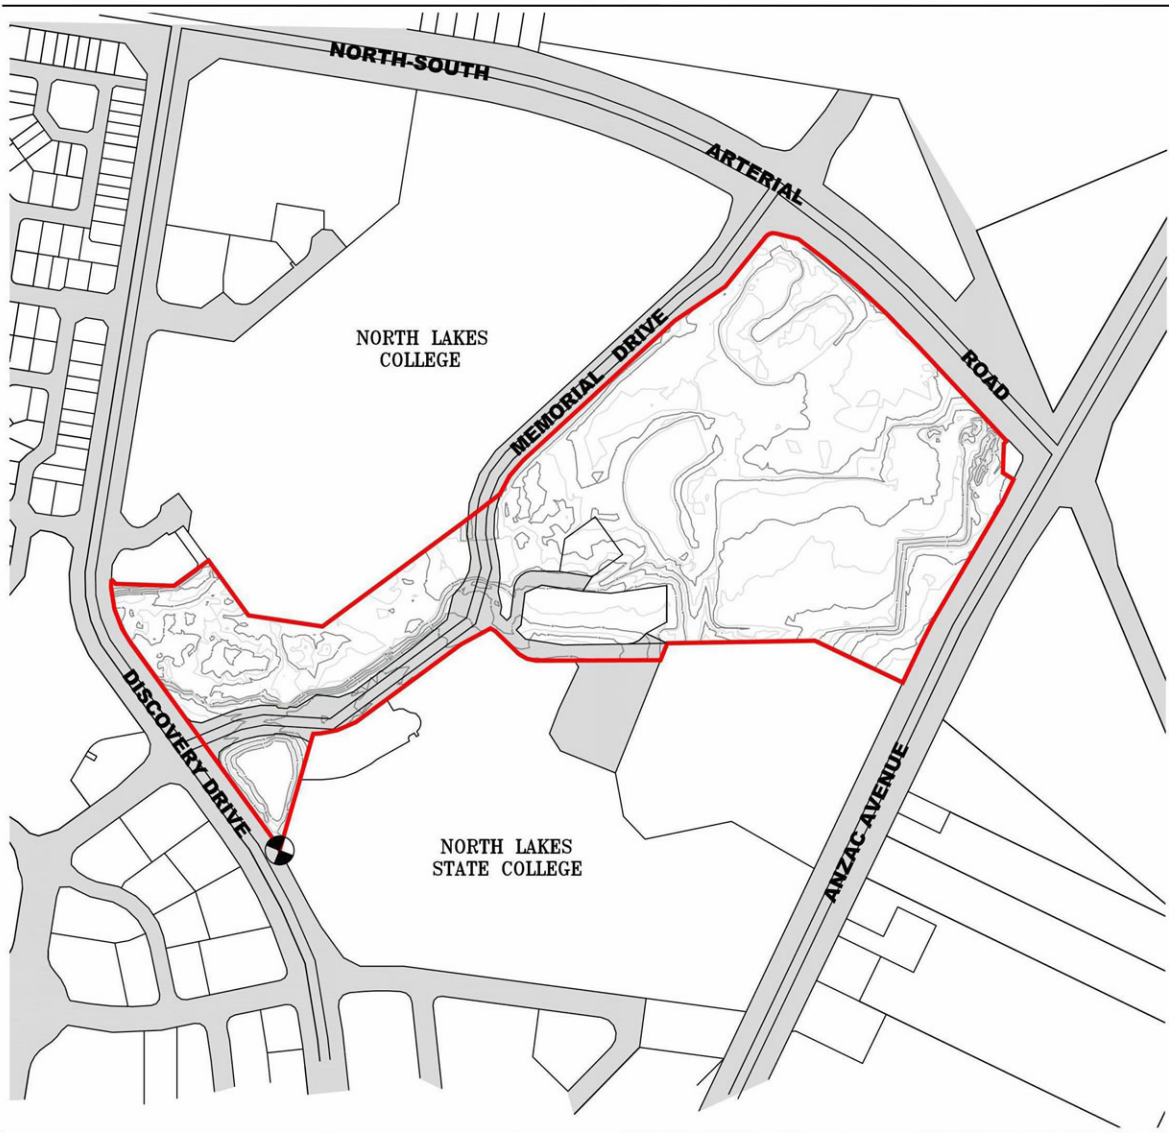 NORTH-SOUTH
ARTERIAL
ROAD
NORTH LAKES
COLLEGE
MEMORIAL DRIVE
DISCOVERY DRIVE
NORTH LAKES
STATE COLLEGE
ANZAC AVENUE